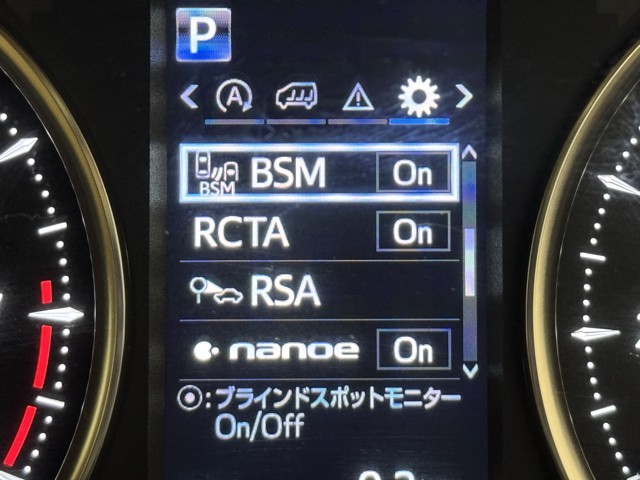 P
A
BSM BSM On
RCTA On
RSA
nanoe On
:ブラインドスポットモニター
On/Off